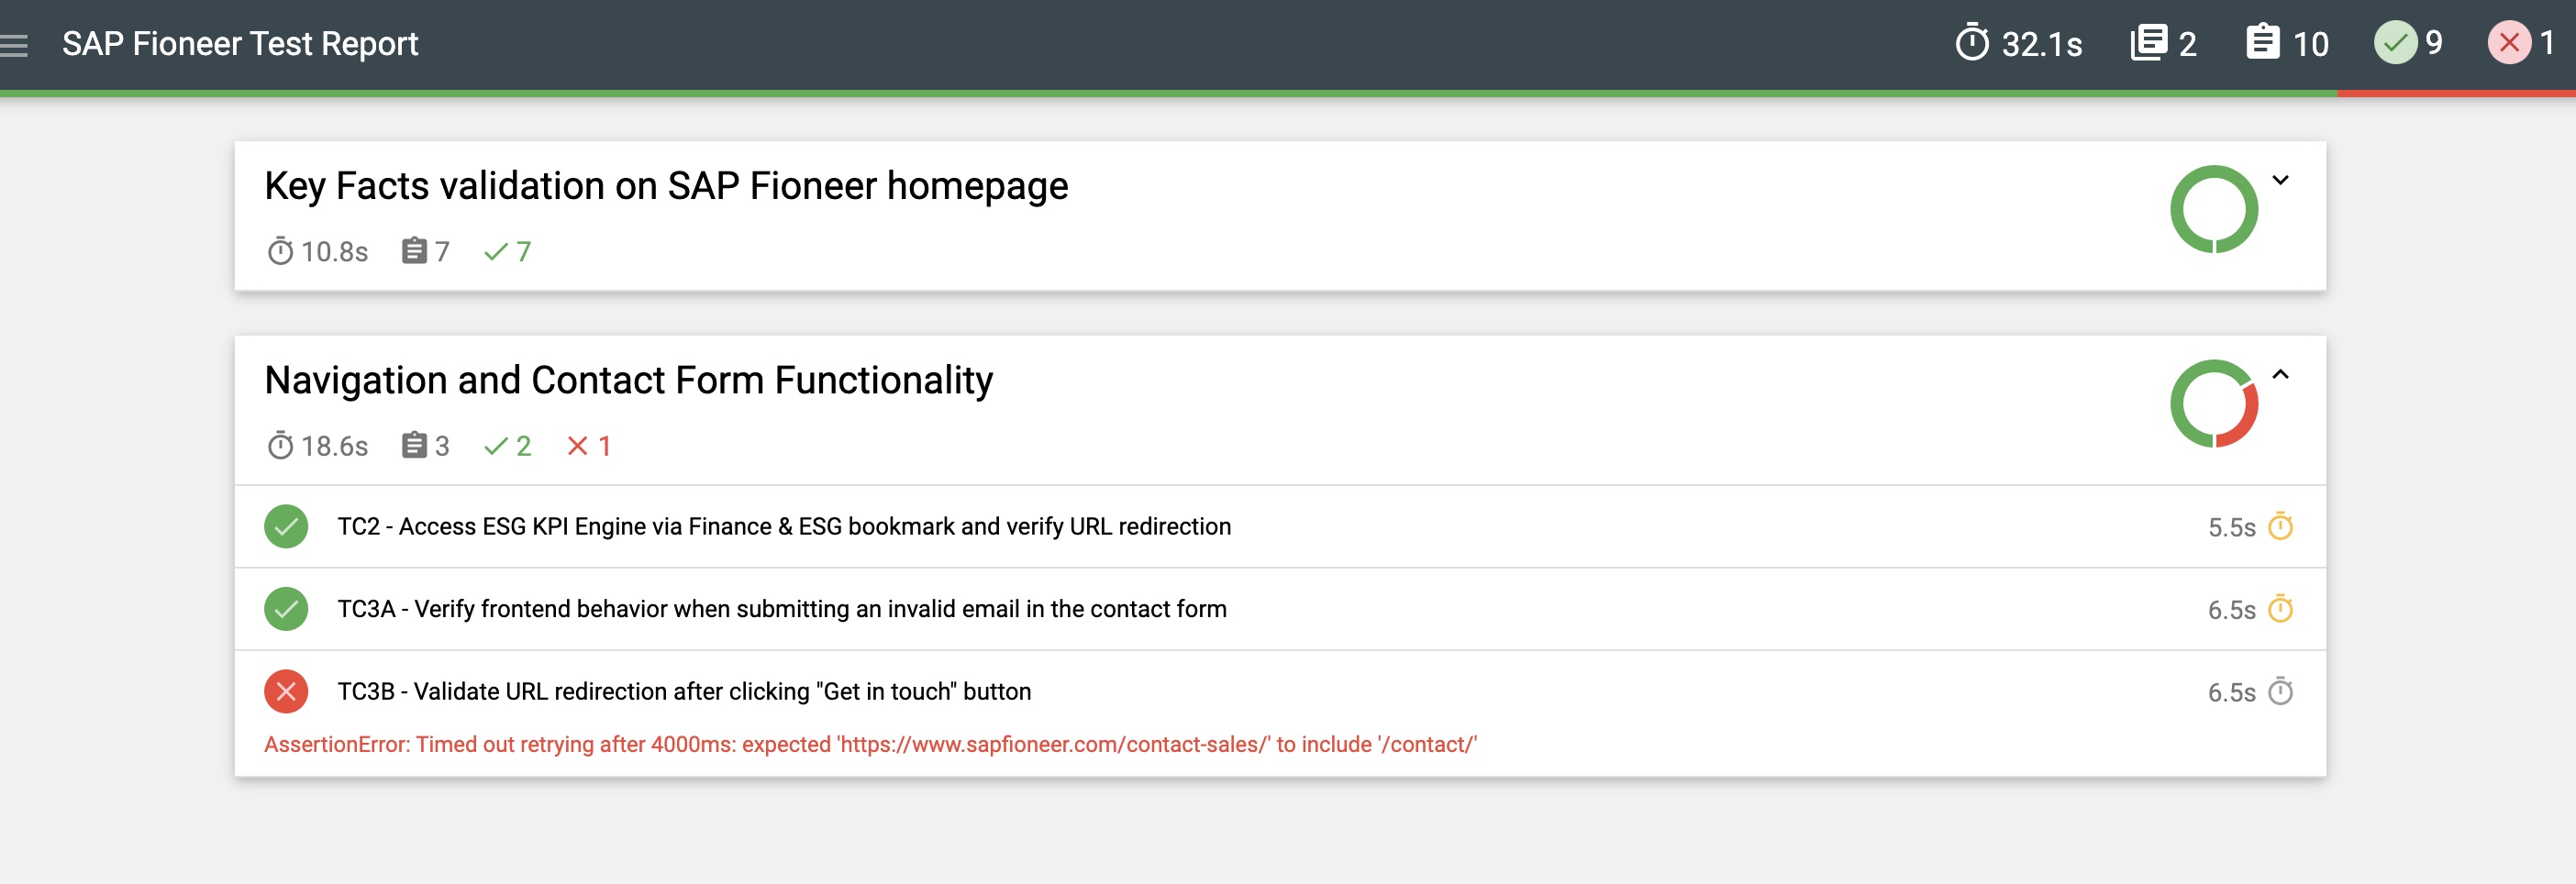 SAP Fioneer Test Report
32.1s 2 10 9 1
Key Facts validation on SAP Fioneer homepage
10.8s 7 7
Navigation and Contact Form Functionality
18.6s 3 2 1
TC2 - Access ESG KPI Engine via Finance & ESG bookmark and verify URL redirection 5.5s
TC3A - Verify frontend behavior when submitting an invalid email in the contact form 6.5s
TC3B - Validate URL redirection after clicking "Get in touch" button 6.5s
AssertionError: Timed out retrying after 4000ms: expected 'https://www.sapfioneer.com/contact-sales/' to include '/contact/'